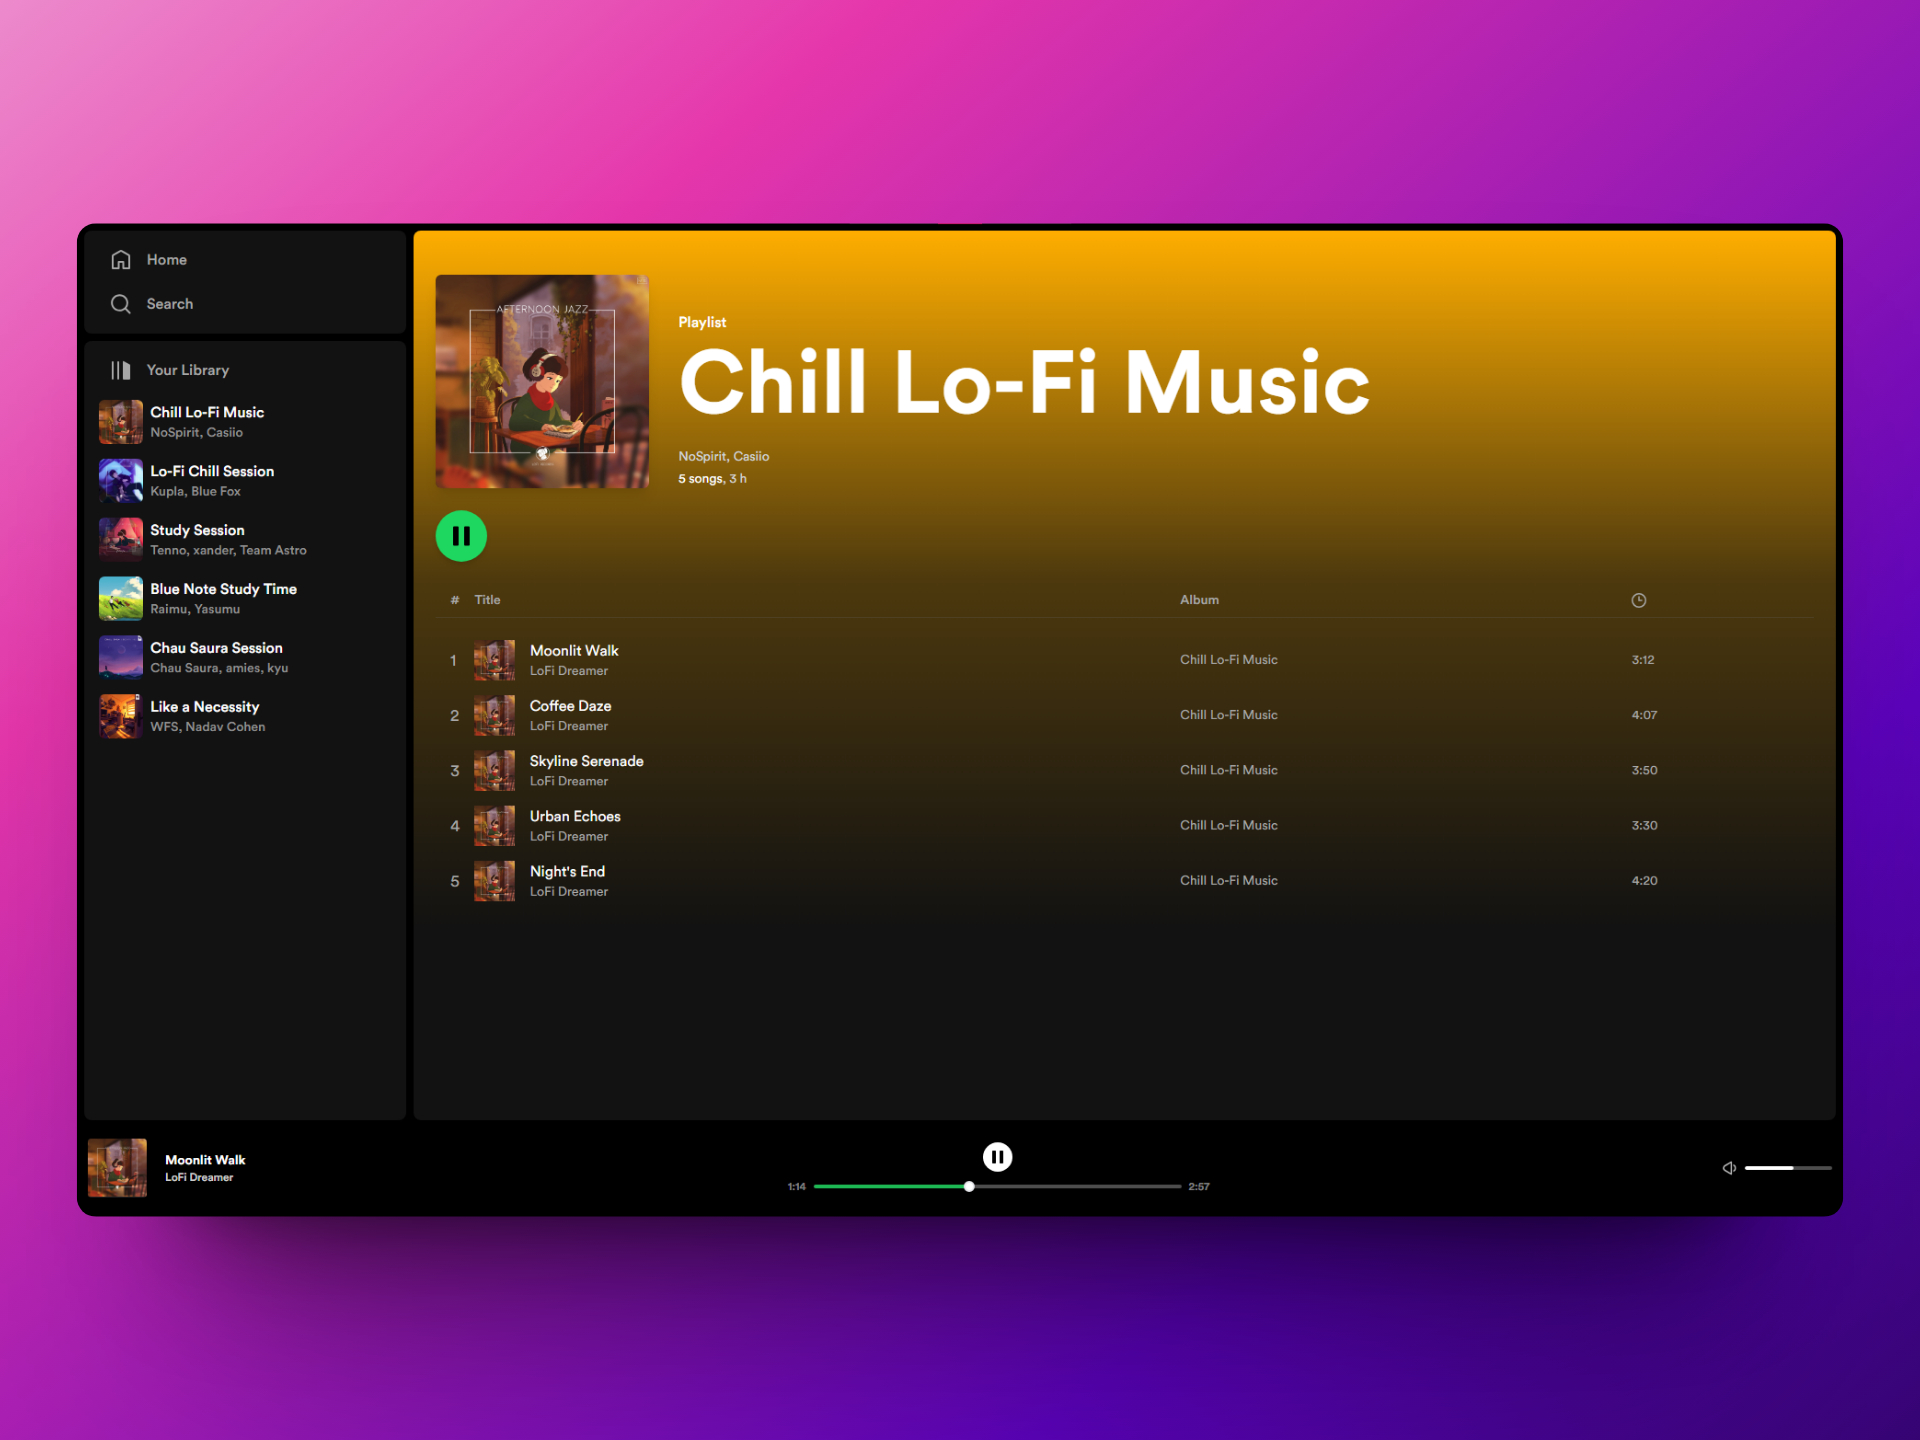 Home
Search
Your Library
Chill Lo-Fi Music
NoSpirit, Casiio
Lo-Fi Chill Session
Kupla, Blue Fox
Study Session
Tenno, xander, Team Astro
Blue Note Study Time
Raimu, Yasumu
Chau Saura Session
Chau Saura, amies, kyu
Like a Necessity
WFS, Nadav Cohen
AFTERNOON JAZZ
Playlist
Chill Lo-Fi Music
NoSpirit, Casiio
5 songs, 3 h
# Title Album
1 Moonlit Walk Chill Lo-Fi Music 3:12
LoFi Dreamer
2 Coffee Daze Chill Lo-Fi Music 4:07
LoFi Dreamer
3 Skyline Serenade Chill Lo-Fi Music 3:50
LoFi Dreamer
4 Urban Echoes Chill Lo-Fi Music 3:30
LoFi Dreamer
5 Night's End Chill Lo-Fi Music 4:20
LoFi Dreamer
Moonlit Walk
LoFi Dreamer
1:14 2:57